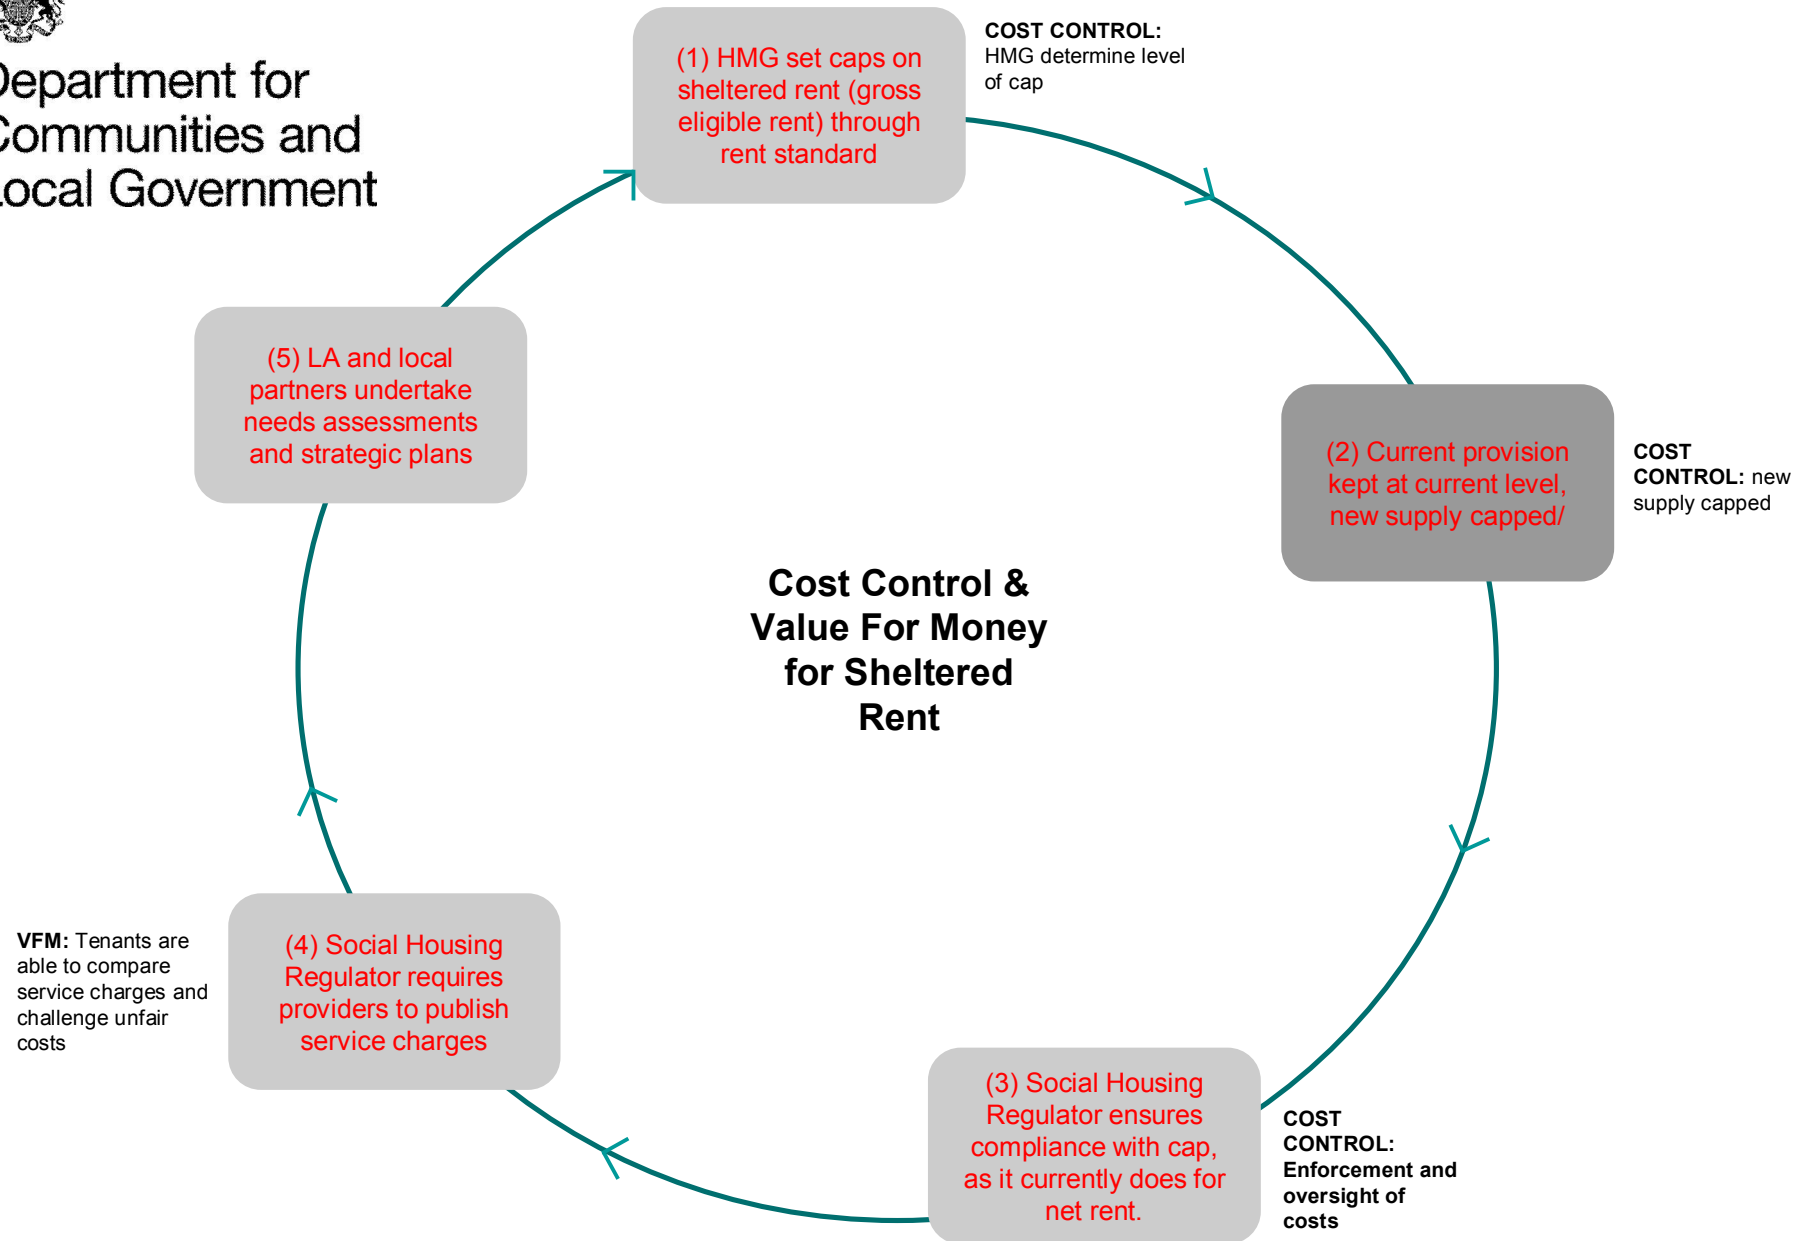 Department for
Communities and
Local Government
(1) HMG set caps on
sheltered rent (gross
eligible rent) through
rent standard
COST CONTROL:
HMG determine level
of cap
(2) Current provision
kept at current level,
new supply capped/
COST
CONTROL: new
supply capped
(3) Social Housing
Regulator ensures
compliance with cap,
as it currently does for
net rent.
COST
CONTROL:
Enforcement and
oversight of
costs
(4) Social Housing
Regulator requires
providers to publish
service charges
VFM: Tenants are
able to compare
service charges and
challenge unfair
costs
(5) LA and local
partners undertake
needs assessments
and strategic plans
Cost Control &
Value For Money
for Sheltered
Rent